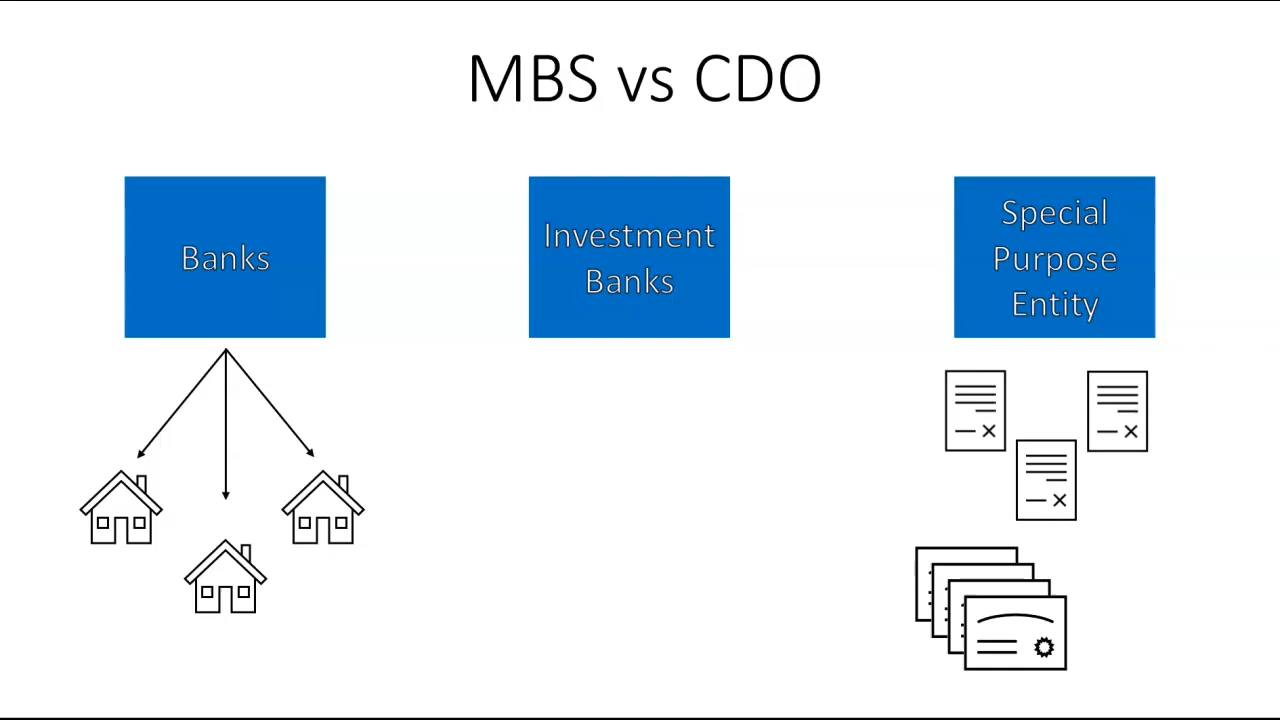 MBS vs CDO
Banks
Investment
Banks
Special
Purpose
Entity